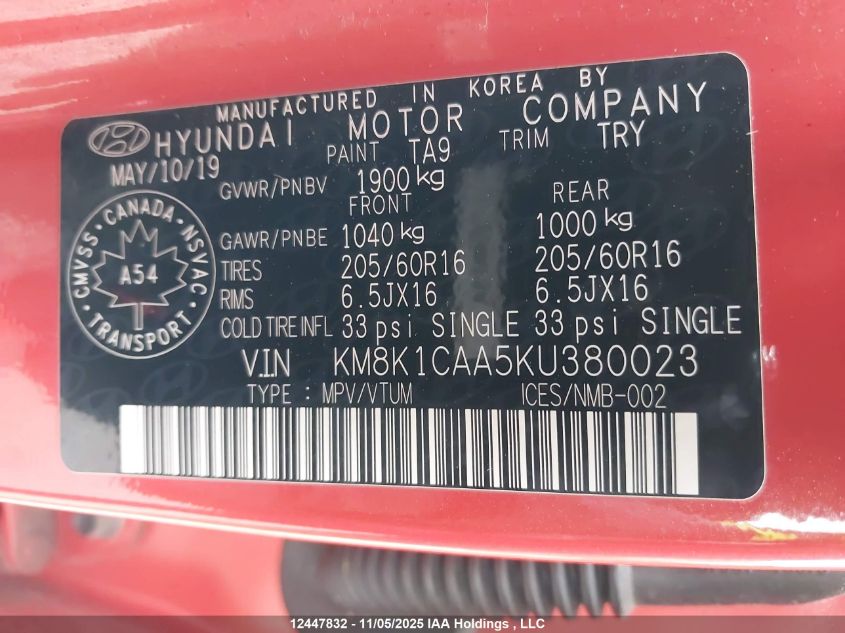 MANUFACTURED IN KOREA BY
HYUNDAI MOTOR COMPANY
MAY/10/19 PAINT TA9 TRIM TRY
GVWR/PNBV 1900 kg
FRONT REAR
GAWR/PNBE 1040 kg 1000 kg
TIRES 205/60R16 205/60R16
RIMS 6.5JX16 6.5JX16
COLD TIRE INFL 33 psi SINGLE 33 psi SINGLE
CANADA
CMVSS NSVAC
A54
TRANSPORT
V.I.N KM8K1CAA5KU380023
TYPE : MPV/VTUM ICES/NMB-002
12447832 - 11/05/2025 IAA Holdings , LLC